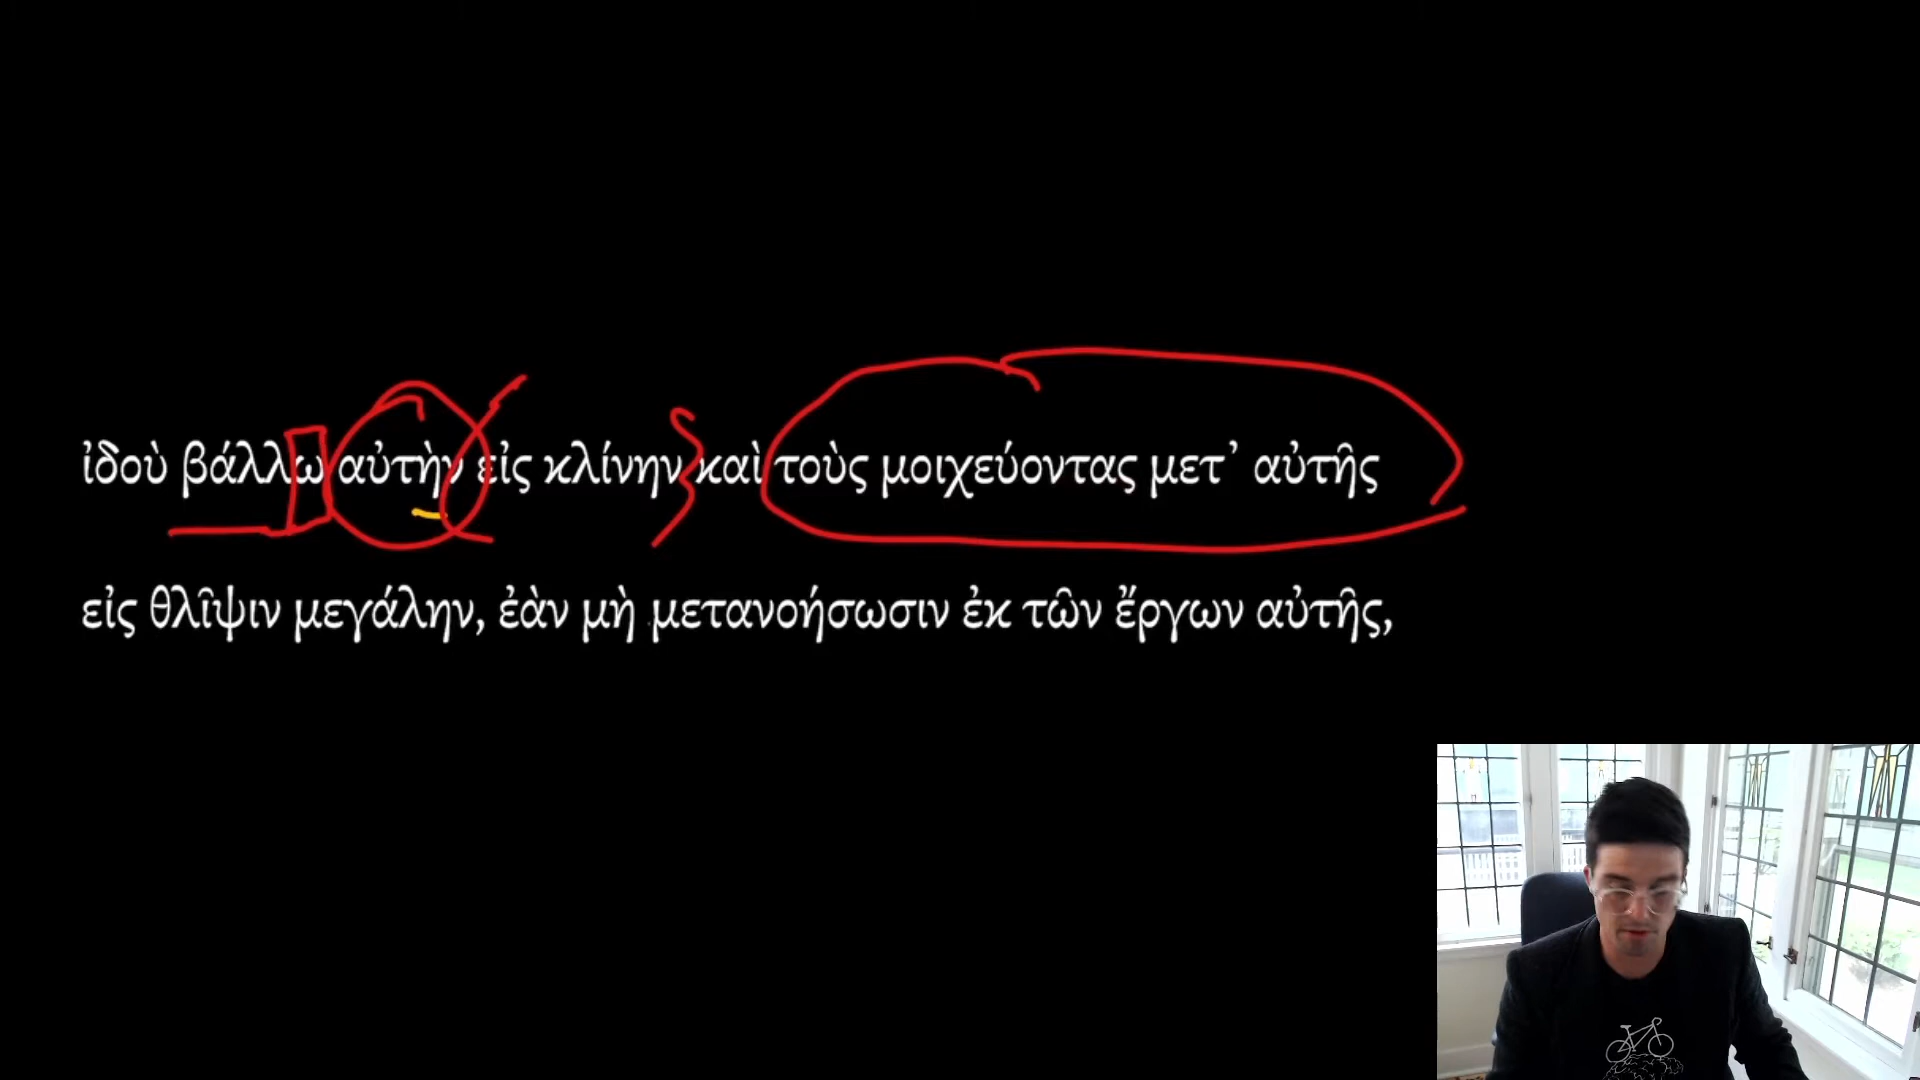 ἰδοὺ βάλλω αὐτὴν εἰς κλίνην καὶ τοὺς μοιχεύοντας μετ᾽ αὐτῆς
εἰς θλῖψιν μεγάλην, ἐὰν μὴ μετανοήσωσιν ἐκ τῶν ἔργων αὐτῆς,